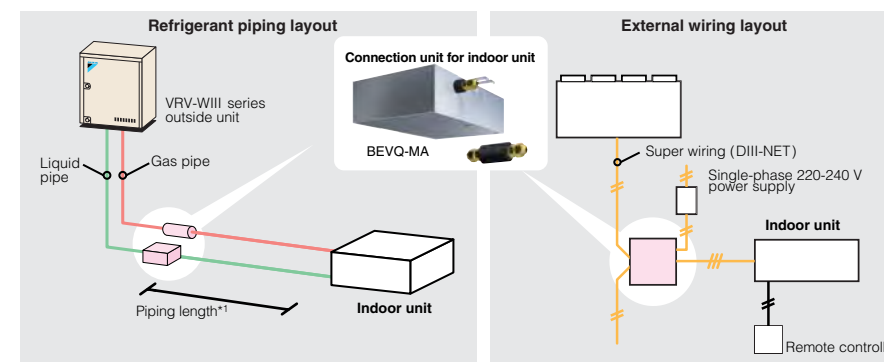 Refrigerant piping layout
VRV-WIII series
outside unit
Liquid
pipe
Gas pipe
Piping length*1
Indoor unit
Connection unit for indoor unit
BEVQ-MA
External wiring layout
Super wiring (DIII-NET)
Single-phase 220-240 V
power supply
Indoor unit
Remote control